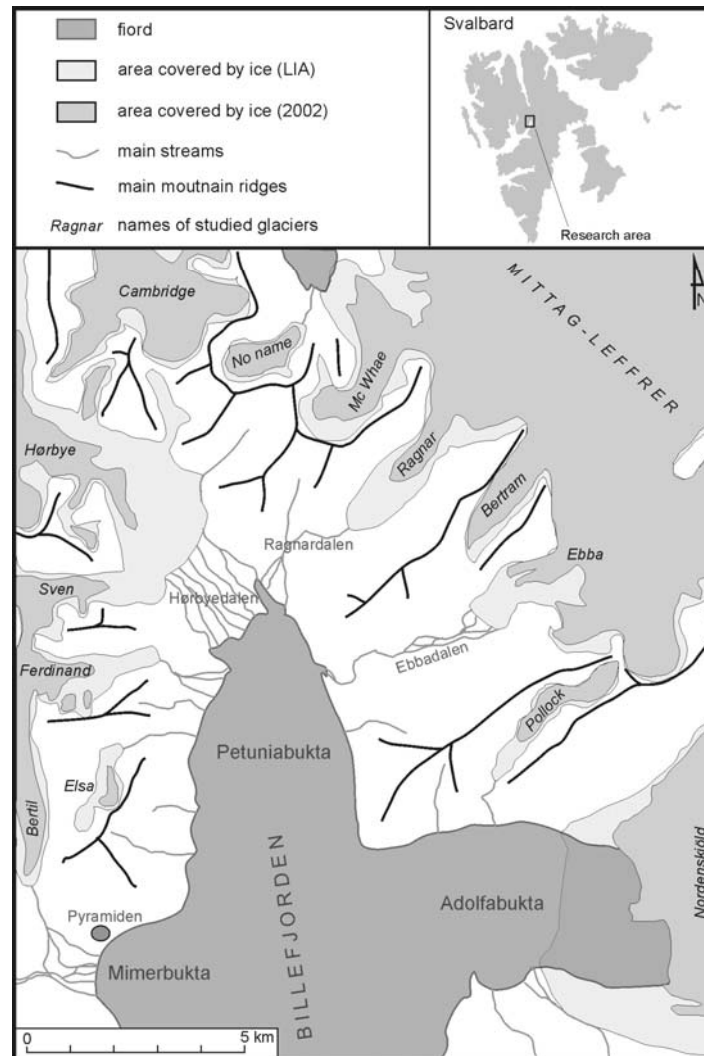 fiord
area covered by ice (LIA)
area covered by ice (2002)
main streams
main moutnain ridges
Ragnar names of studied glaciers
Svalbard
Research area
Cambridge
MITTAG-LEFFRER
N
No name
Mc Whae
Hørbye
Ragnar
Bertram
Ragnardalen
Ebba
Sven
Hørbyedalen
Ebbadalen
Ferdinand
Pollock
Petuniabukta
Elsa
Bertil
Nordenskjöld
Adolfabukta
Pyramiden
BILLEFJORDEN
Mimerbukta
0 5 km